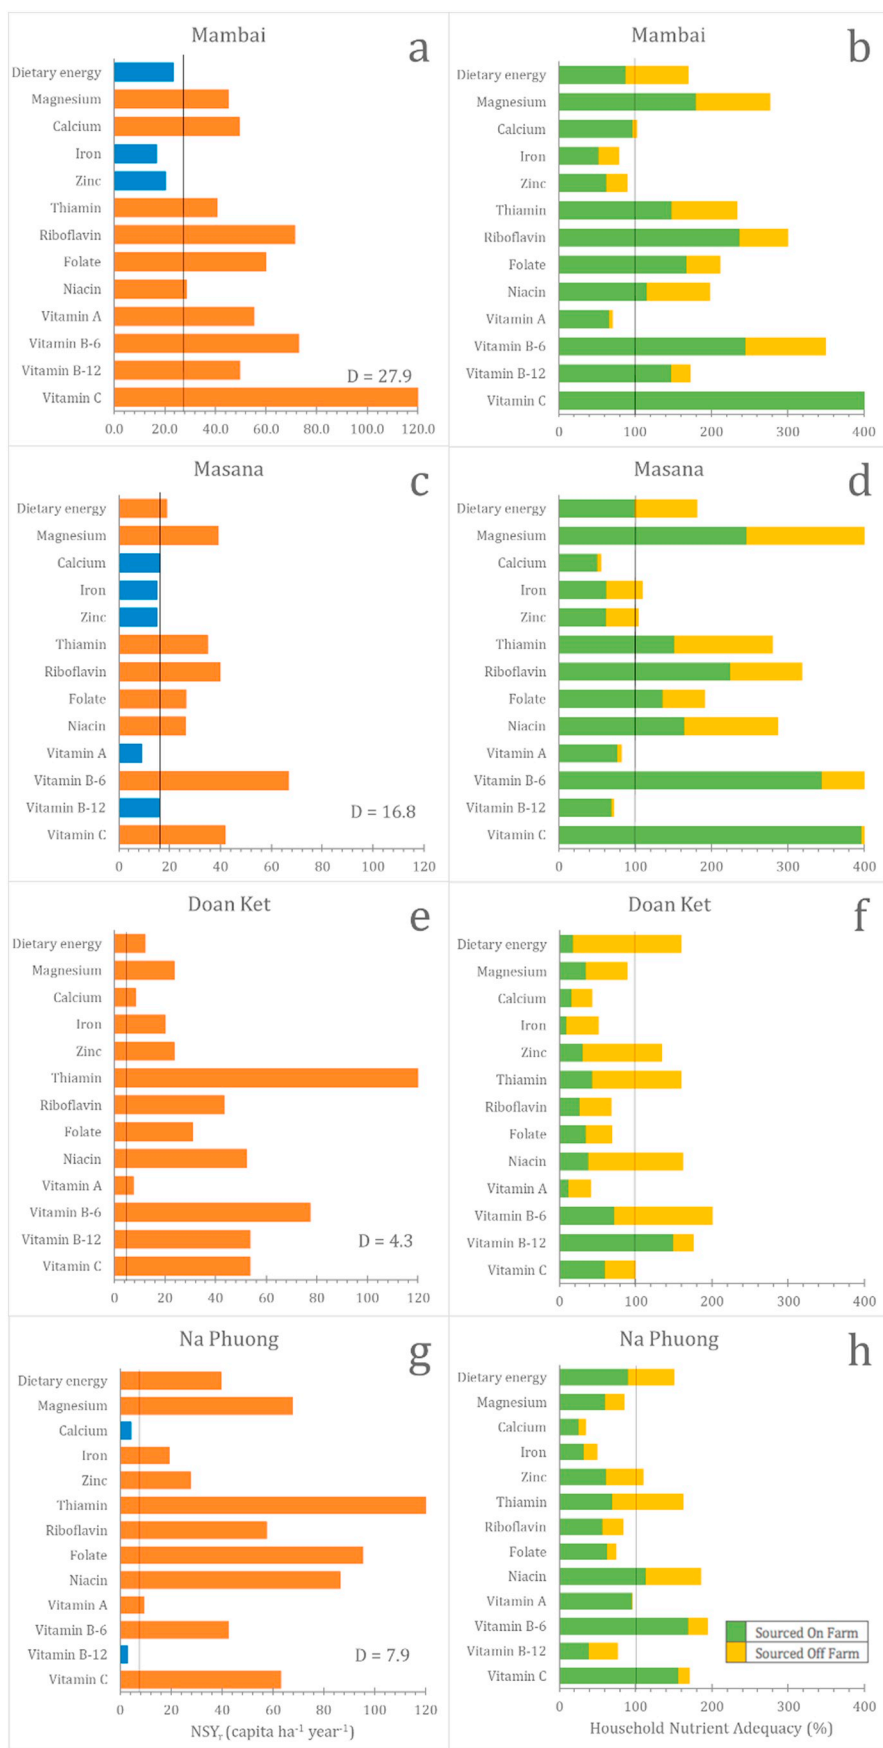 Mambai
a
Dietary energy
Magnesium
Calcium
Iron
Zinc
Thiamin
Riboflavin
Folate
Niacin
Vitamin A
Vitamin B-6
Vitamin B-12
Vitamin C
D = 27.9
0.0 20.0 40.0 60.0 80.0 100.0 120.0
Mambai
b
Dietary energy
Magnesium
Calcium
Iron
Zinc
Thiamin
Riboflavin
Folate
Niacin
Vitamin A
Vitamin B-6
Vitamin B-12
Vitamin C
0 100 200 300 400
Masana
c
Dietary energy
Magnesium
Calcium
Iron
Zinc
Thiamin
Riboflavin
Folate
Niacin
Vitamin A
Vitamin B-6
Vitamin B-12
Vitamin C
D = 16.8
0 20 40 60 80 100 120
Masana
d
Dietary energy
Magnesium
Calcium
Iron
Zinc
Thiamin
Riboflavin
Folate
Niacin
Vitamin A
Vitamin B-6
Vitamin B-12
Vitamin C
0 100 200 300 400
Doan Ket
e
Dietary energy
Magnesium
Calcium
Iron
Zinc
Thiamin
Riboflavin
Folate
Niacin
Vitamin A
Vitamin B-6
Vitamin B-12
Vitamin C
D = 4.3
0 20 40 60 80 100 120
Doan Ket
f
Dietary energy
Magnesium
Calcium
Iron
Zinc
Thiamin
Riboflavin
Folate
Niacin
Vitamin A
Vitamin B-6
Vitamin B-12
Vitamin C
0 100 200 300 400
Na Phuong
g
Dietary energy
Magnesium
Calcium
Iron
Zinc
Thiamin
Riboflavin
Folate
Niacin
Vitamin A
Vitamin B-6
Vitamin B-12
Vitamin C
D = 7.9
0 20 40 60 80 100 120
NSY_T (capita ha⁻¹ year⁻¹)
Na Phuong
h
Dietary energy
Magnesium
Calcium
Iron
Zinc
Thiamin
Riboflavin
Folate
Niacin
Vitamin A
Vitamin B-6
Vitamin B-12
Vitamin C
Sourced On Farm
Sourced Off Farm
0 100 200 300 400
Household Nutrient Adequacy (%)